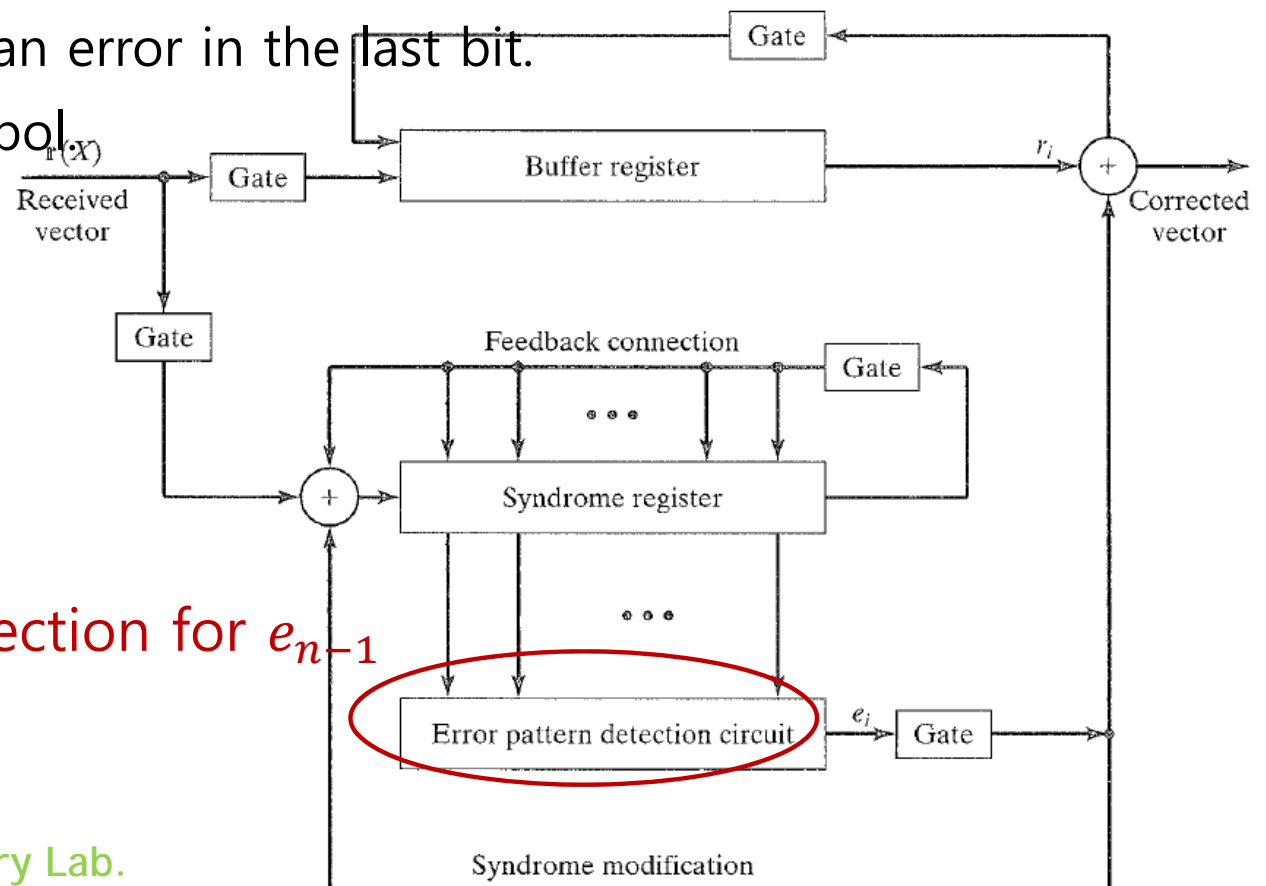 an error in the last bit.
Gate
bol.
r(X)
Gate
Buffer register
r_i
+
Received
vector
Corrected
vector
Gate
Feedback connection
Gate
+
Syndrome register
ection for e_{n-1}
Error pattern detection circuit
e_i
Gate
ry Lab.
Syndrome modification